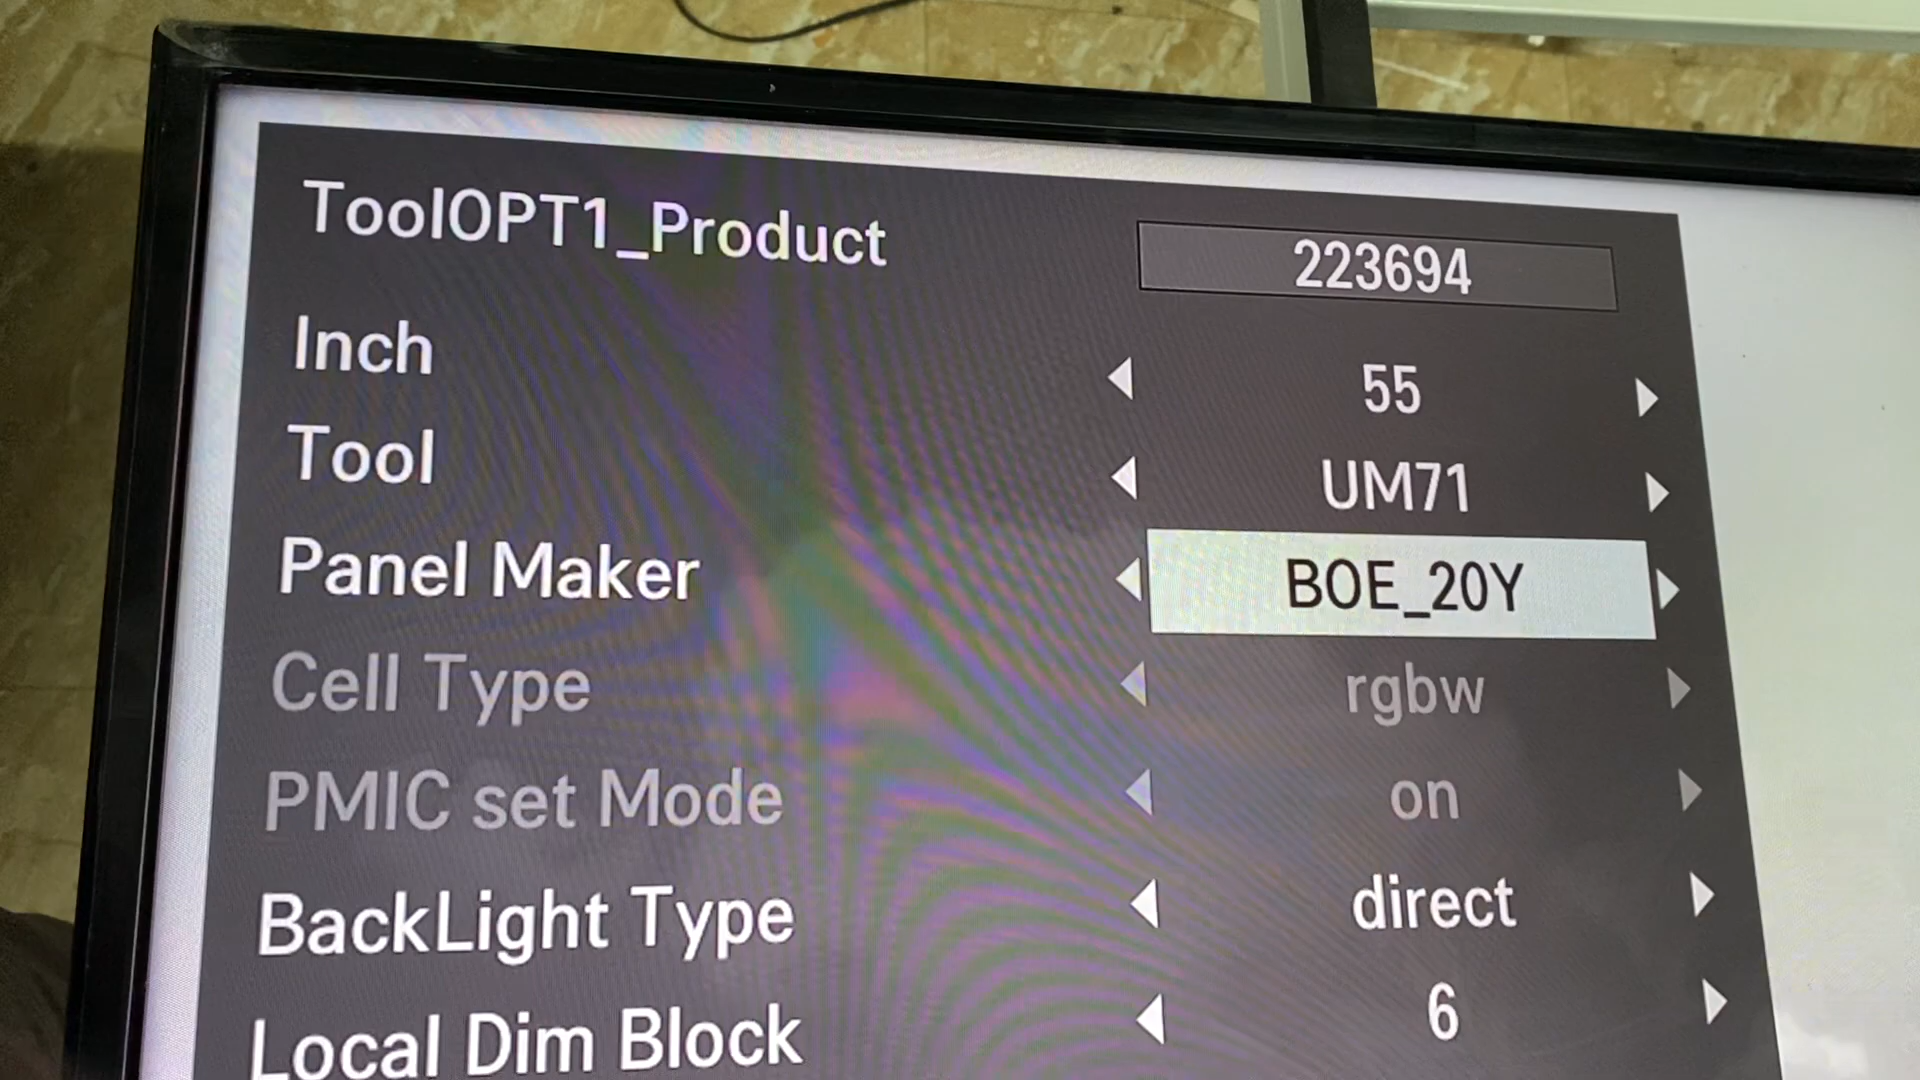 ToolOPT1_Product 223694
Inch 55
Tool UM71
Panel Maker BOE_20Y
Cell Type rgbw
PMIC set Mode on
BackLight Type direct
Local Dim Block 6